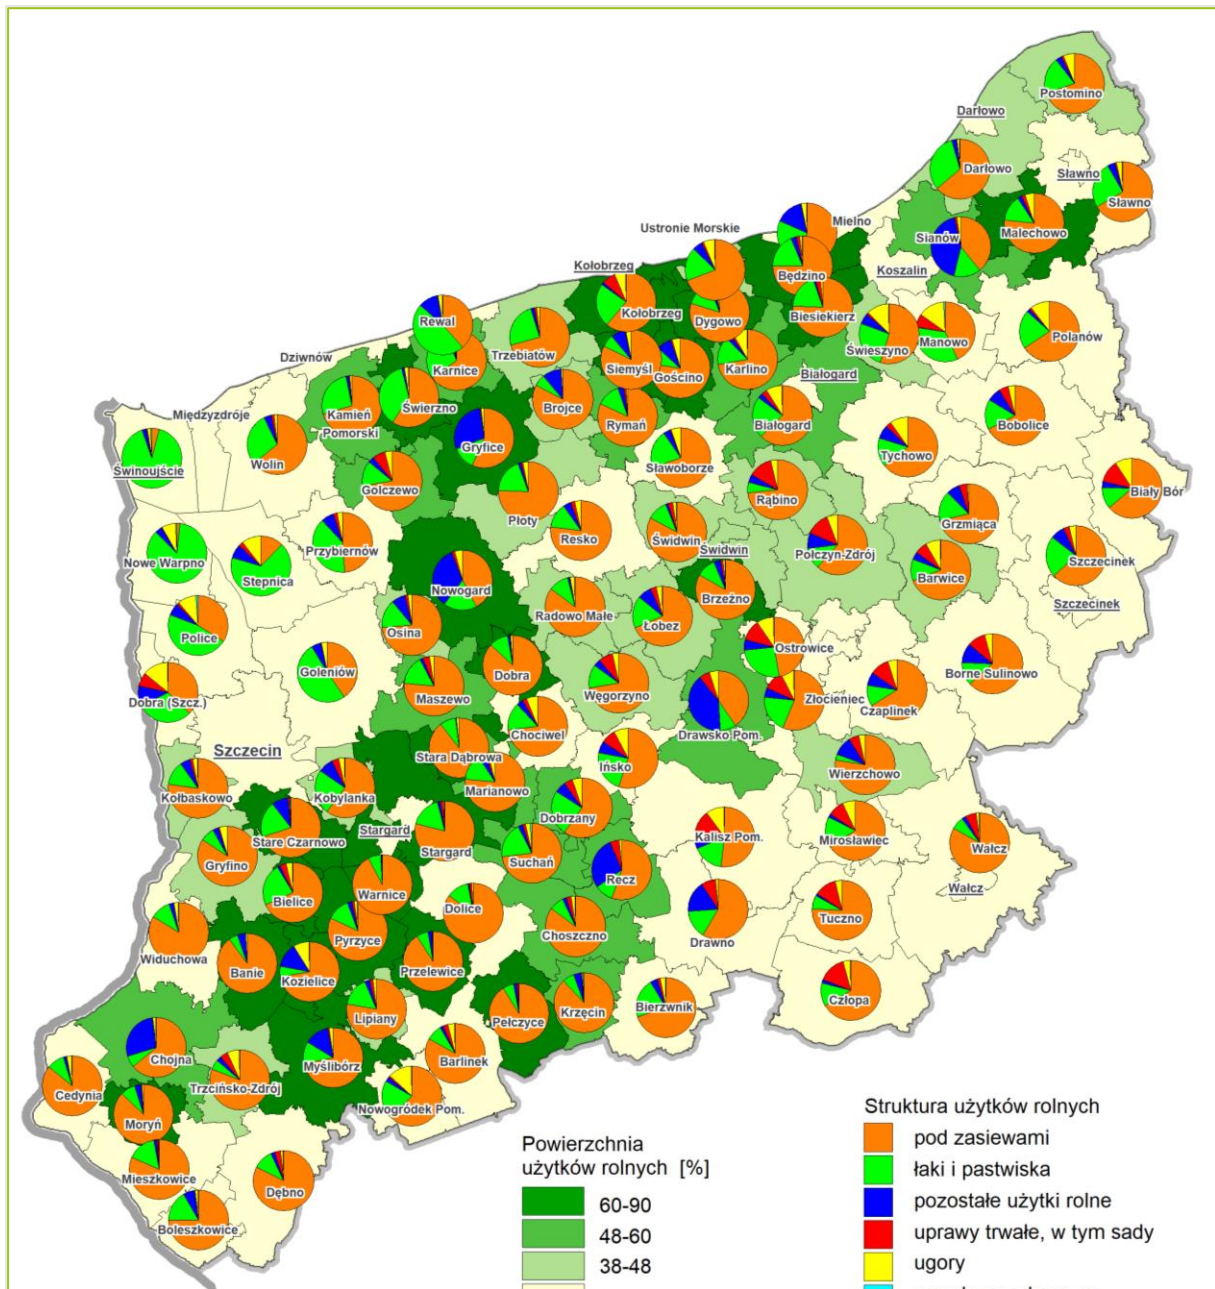 Postomino
Darłowo
Darłowo
Sławno
Sławno
Mielno
Ustronie Morskie
Sianów
Malechowo
Kołobrzeg
Koszalin
Będzino
Kołobrzeg
Dygowo
Biesiekierz
Rewal
Trzebiatów
Świeszyno
Manowo
Polanów
Dziwnów
Karnice
Siemyśl
Gościno
Karlino
Białogard
Międzyzdroje
Kamień
Pomorski
Świerzno
Brojce
Rymań
Białogard
Bobolice
Świnoujście
Wolin
Gryfice
Sławoborze
Tychowo
Golczewo
Płoty
Rąbino
Biały Bór
Grzmiąca
Nowe Warpno
Przybiernów
Resko
Świdwin
Świdwin
Połczyn-Zdrój
Szczecinek
Stepnica
Nowogard
Barwice
Brzeżno
Szczecinek
Police
Osina
Radowo Małe
Łobez
Ostrowice
Goleniów
Dobra
Borne Sulinowo
Dobra (Szcz.)
Maszewo
Węgorzyno
Złocieniec
Czaplinek
Szczecin
Chociwel
Drawsko Pom.
Stara Dąbrowa
Ińsko
Wierzchowo
Kołbaskowo
Kobylanka
Marianowo
Dobrzany
Stare Czarnowo
Stargard
Stargard
Kalisz Pom.
Mirosławiec
Wałcz
Gryfino
Suchań
Recz
Wałcz
Bielice
Warnice
Dolice
Tuczno
Widuchowa
Pyrzyce
Choszczno
Drawno
Banie
Kozielice
Przelewice
Człopa
Lipiany
Pełczyce
Krzęcin
Bierzwnik
Chojna
Myślibórz
Barlinek
Cedynia
Trzcińsko-Zdrój
Nowogródek Pom.
Moryń
Mieszkowice
Dębno
Boleszkowice
Powierzchnia
użytków rolnych [%]
60-90
48-60
38-48
Struktura użytków rolnych
pod zasiewami
łaki i pastwiska
pozostałe użytki rolne
uprawy trwałe, w tym sady
ugory